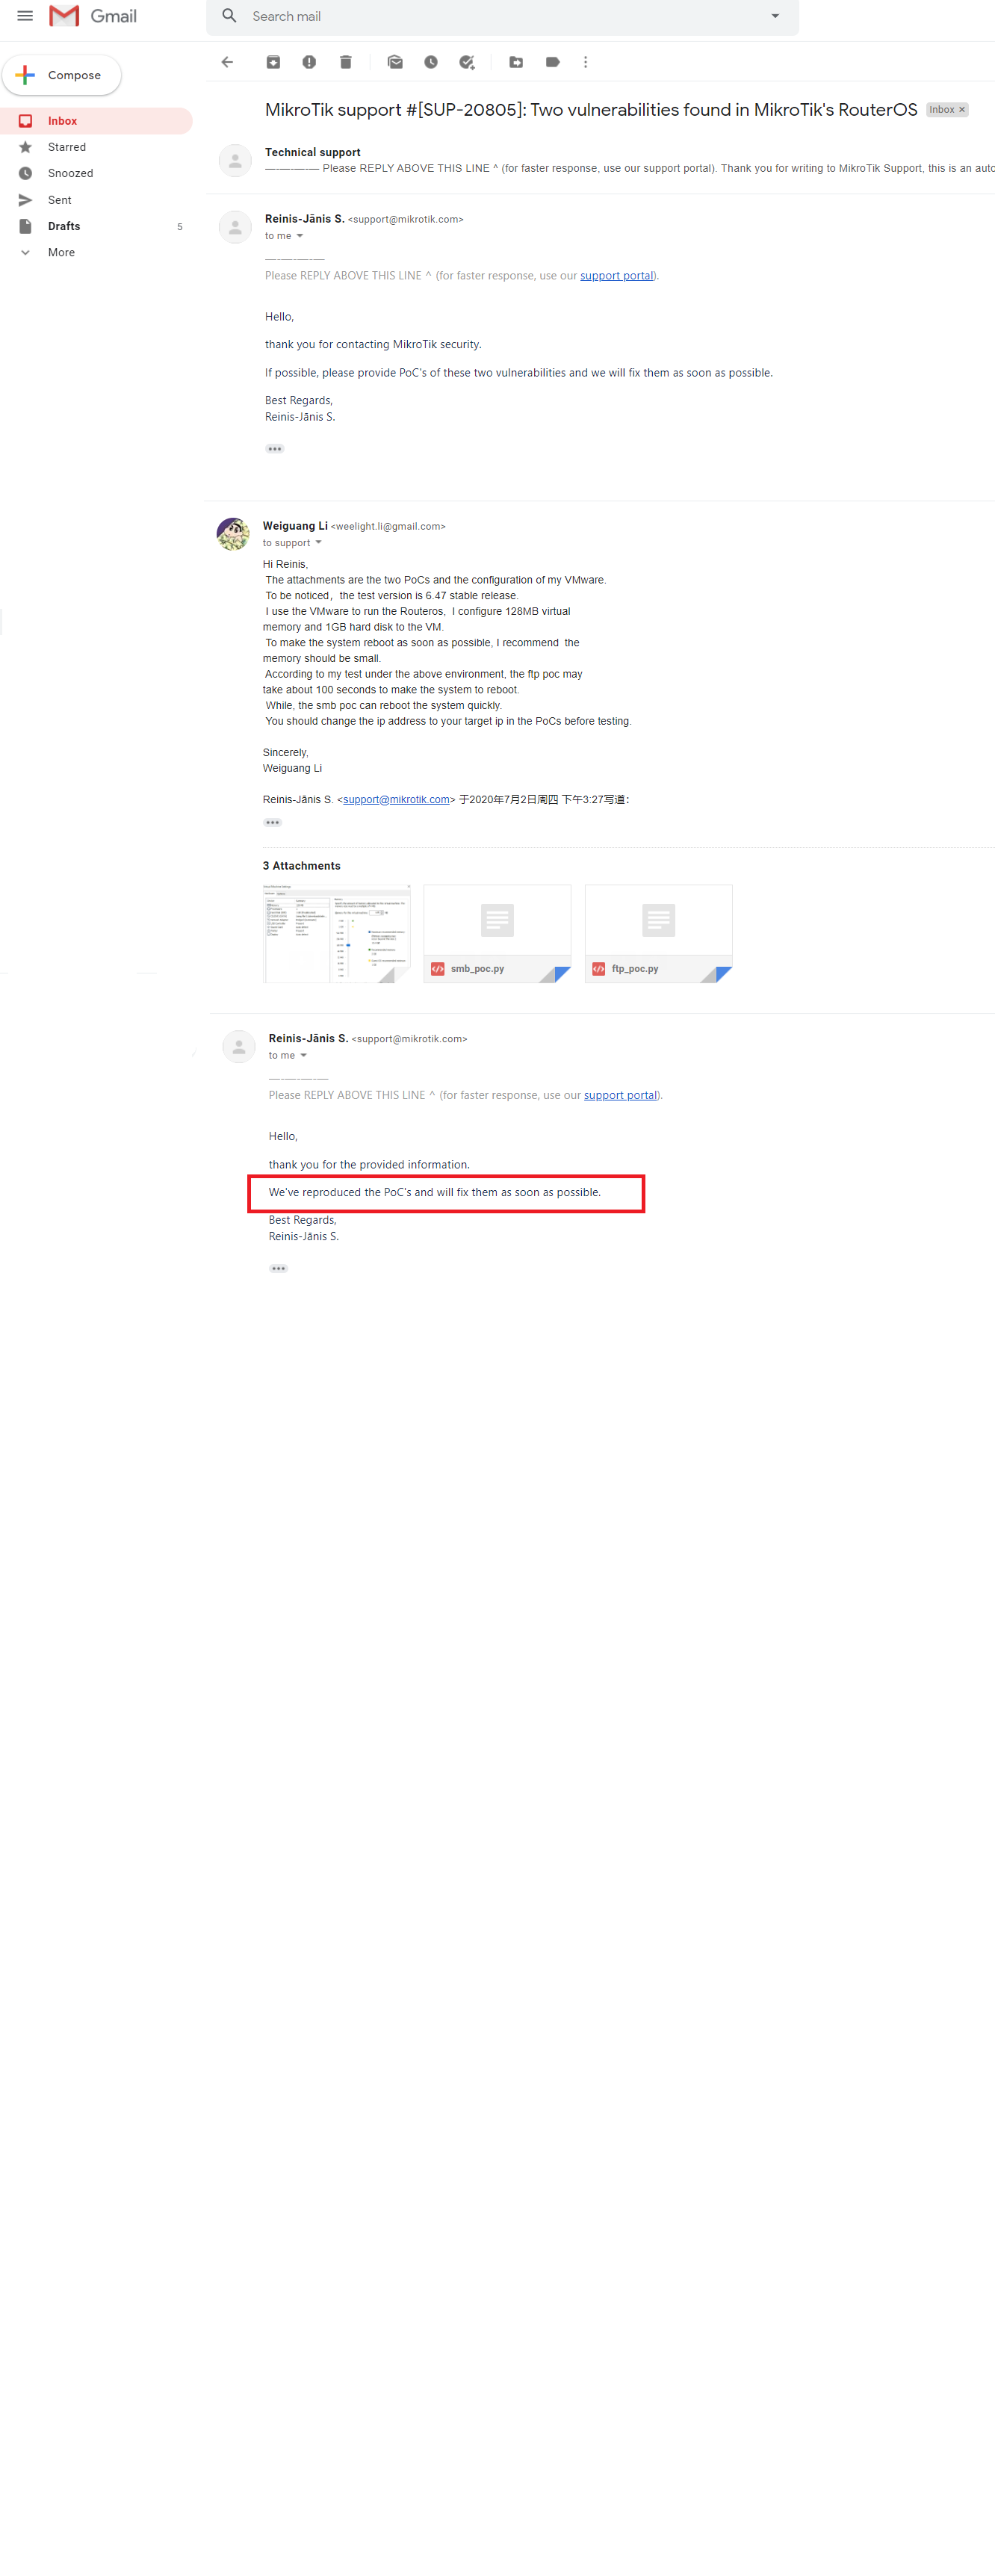 Gmail
Search mail
Compose
Inbox
Starred
Snoozed
Sent
Drafts 5
More
MikroTik support #[SUP-20805]: Two vulnerabilities found in MikroTik's RouterOS Inbox ×
Technical support
—-—-—-— Please REPLY ABOVE THIS LINE ^ (for faster response, use our support portal). Thank you for writing to MikroTik Support, this is an auto
Reinis-Jānis S. <support@mikrotik.com>
to me
—-—-—-—
Please REPLY ABOVE THIS LINE ^ (for faster response, use our support portal).
Hello,
thank you for contacting MikroTik security.
If possible, please provide PoC's of these two vulnerabilities and we will fix them as soon as possible.
Best Regards,
Reinis-Jānis S.
Weiguang Li <weelight.li@gmail.com>
to support
Hi Reinis,
The attachments are the two PoCs and the configuration of my VMware.
To be noticed，the test version is 6.47 stable release.
I use the VMware to run the Routeros,  I configure 128MB virtual
memory and 1GB hard disk to the VM.
To make the system reboot as soon as possible, I recommend  the
memory should be small.
According to my test under the above environment, the ftp poc may
take about 100 seconds to make the system to reboot.
While, the smb poc can reboot the system quickly.
You should change the ip address to your target ip in the PoCs before testing.
Sincerely,
Weiguang Li
Reinis-Jānis S. <support@mikrotik.com> 于2020年7月2日周四 下午3:27写道：
3 Attachments
smb_poc.py
ftp_poc.py
Reinis-Jānis S. <support@mikrotik.com>
to me
—-—-—-—
Please REPLY ABOVE THIS LINE ^ (for faster response, use our support portal).
Hello,
thank you for the provided information.
We've reproduced the PoC's and will fix them as soon as possible.
Best Regards,
Reinis-Jānis S.